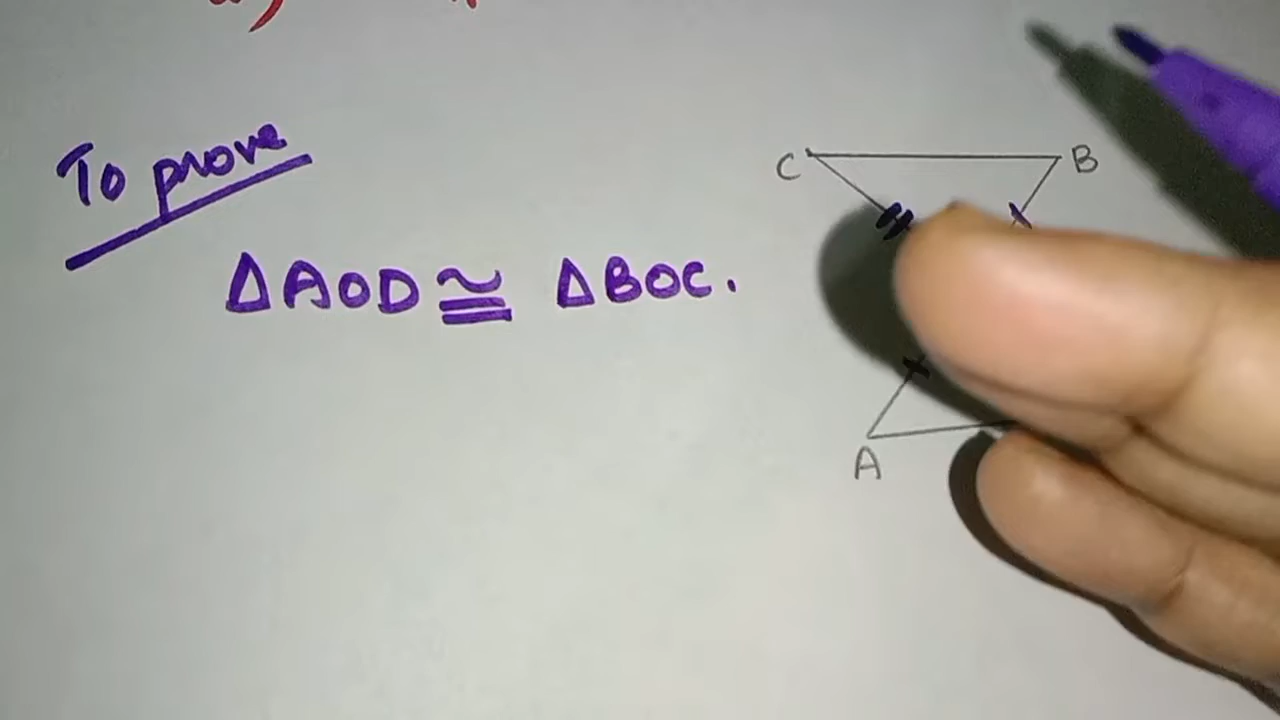 To prove
C B
ΔAOD ≅ ΔBOC.
A